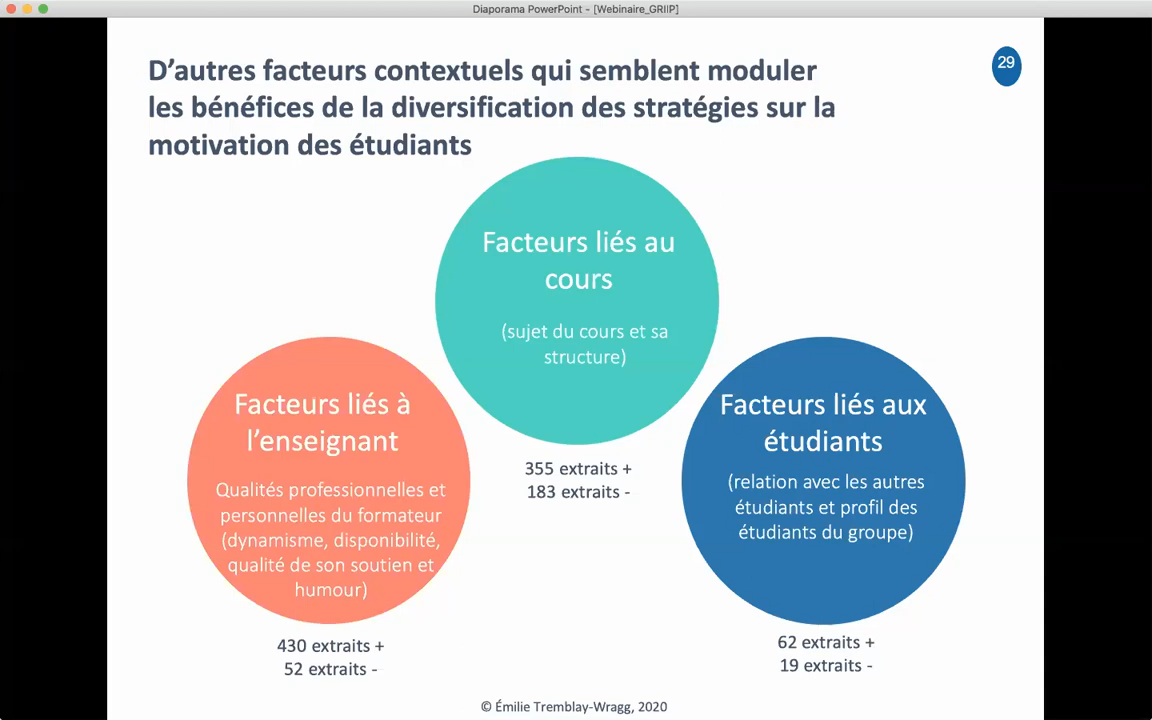 Diaporama PowerPoint - [Webinaire_GRIIP]
D'autres facteurs contextuels qui semblent moduler
les bénéfices de la diversification des stratégies sur la
motivation des étudiants
29
Facteurs liés au
cours
(sujet du cours et sa
structure)
355 extraits +
183 extraits -
Facteurs liés à
l'enseignant
Qualités professionnelles et
personnelles du formateur
(dynamisme, disponibilité,
qualité de son soutien et
humour)
430 extraits +
52 extraits -
Facteurs liés aux
étudiants
(relation avec les autres
étudiants et profil des
étudiants du groupe)
62 extraits +
19 extraits -
© Émilie Tremblay-Wragg, 2020